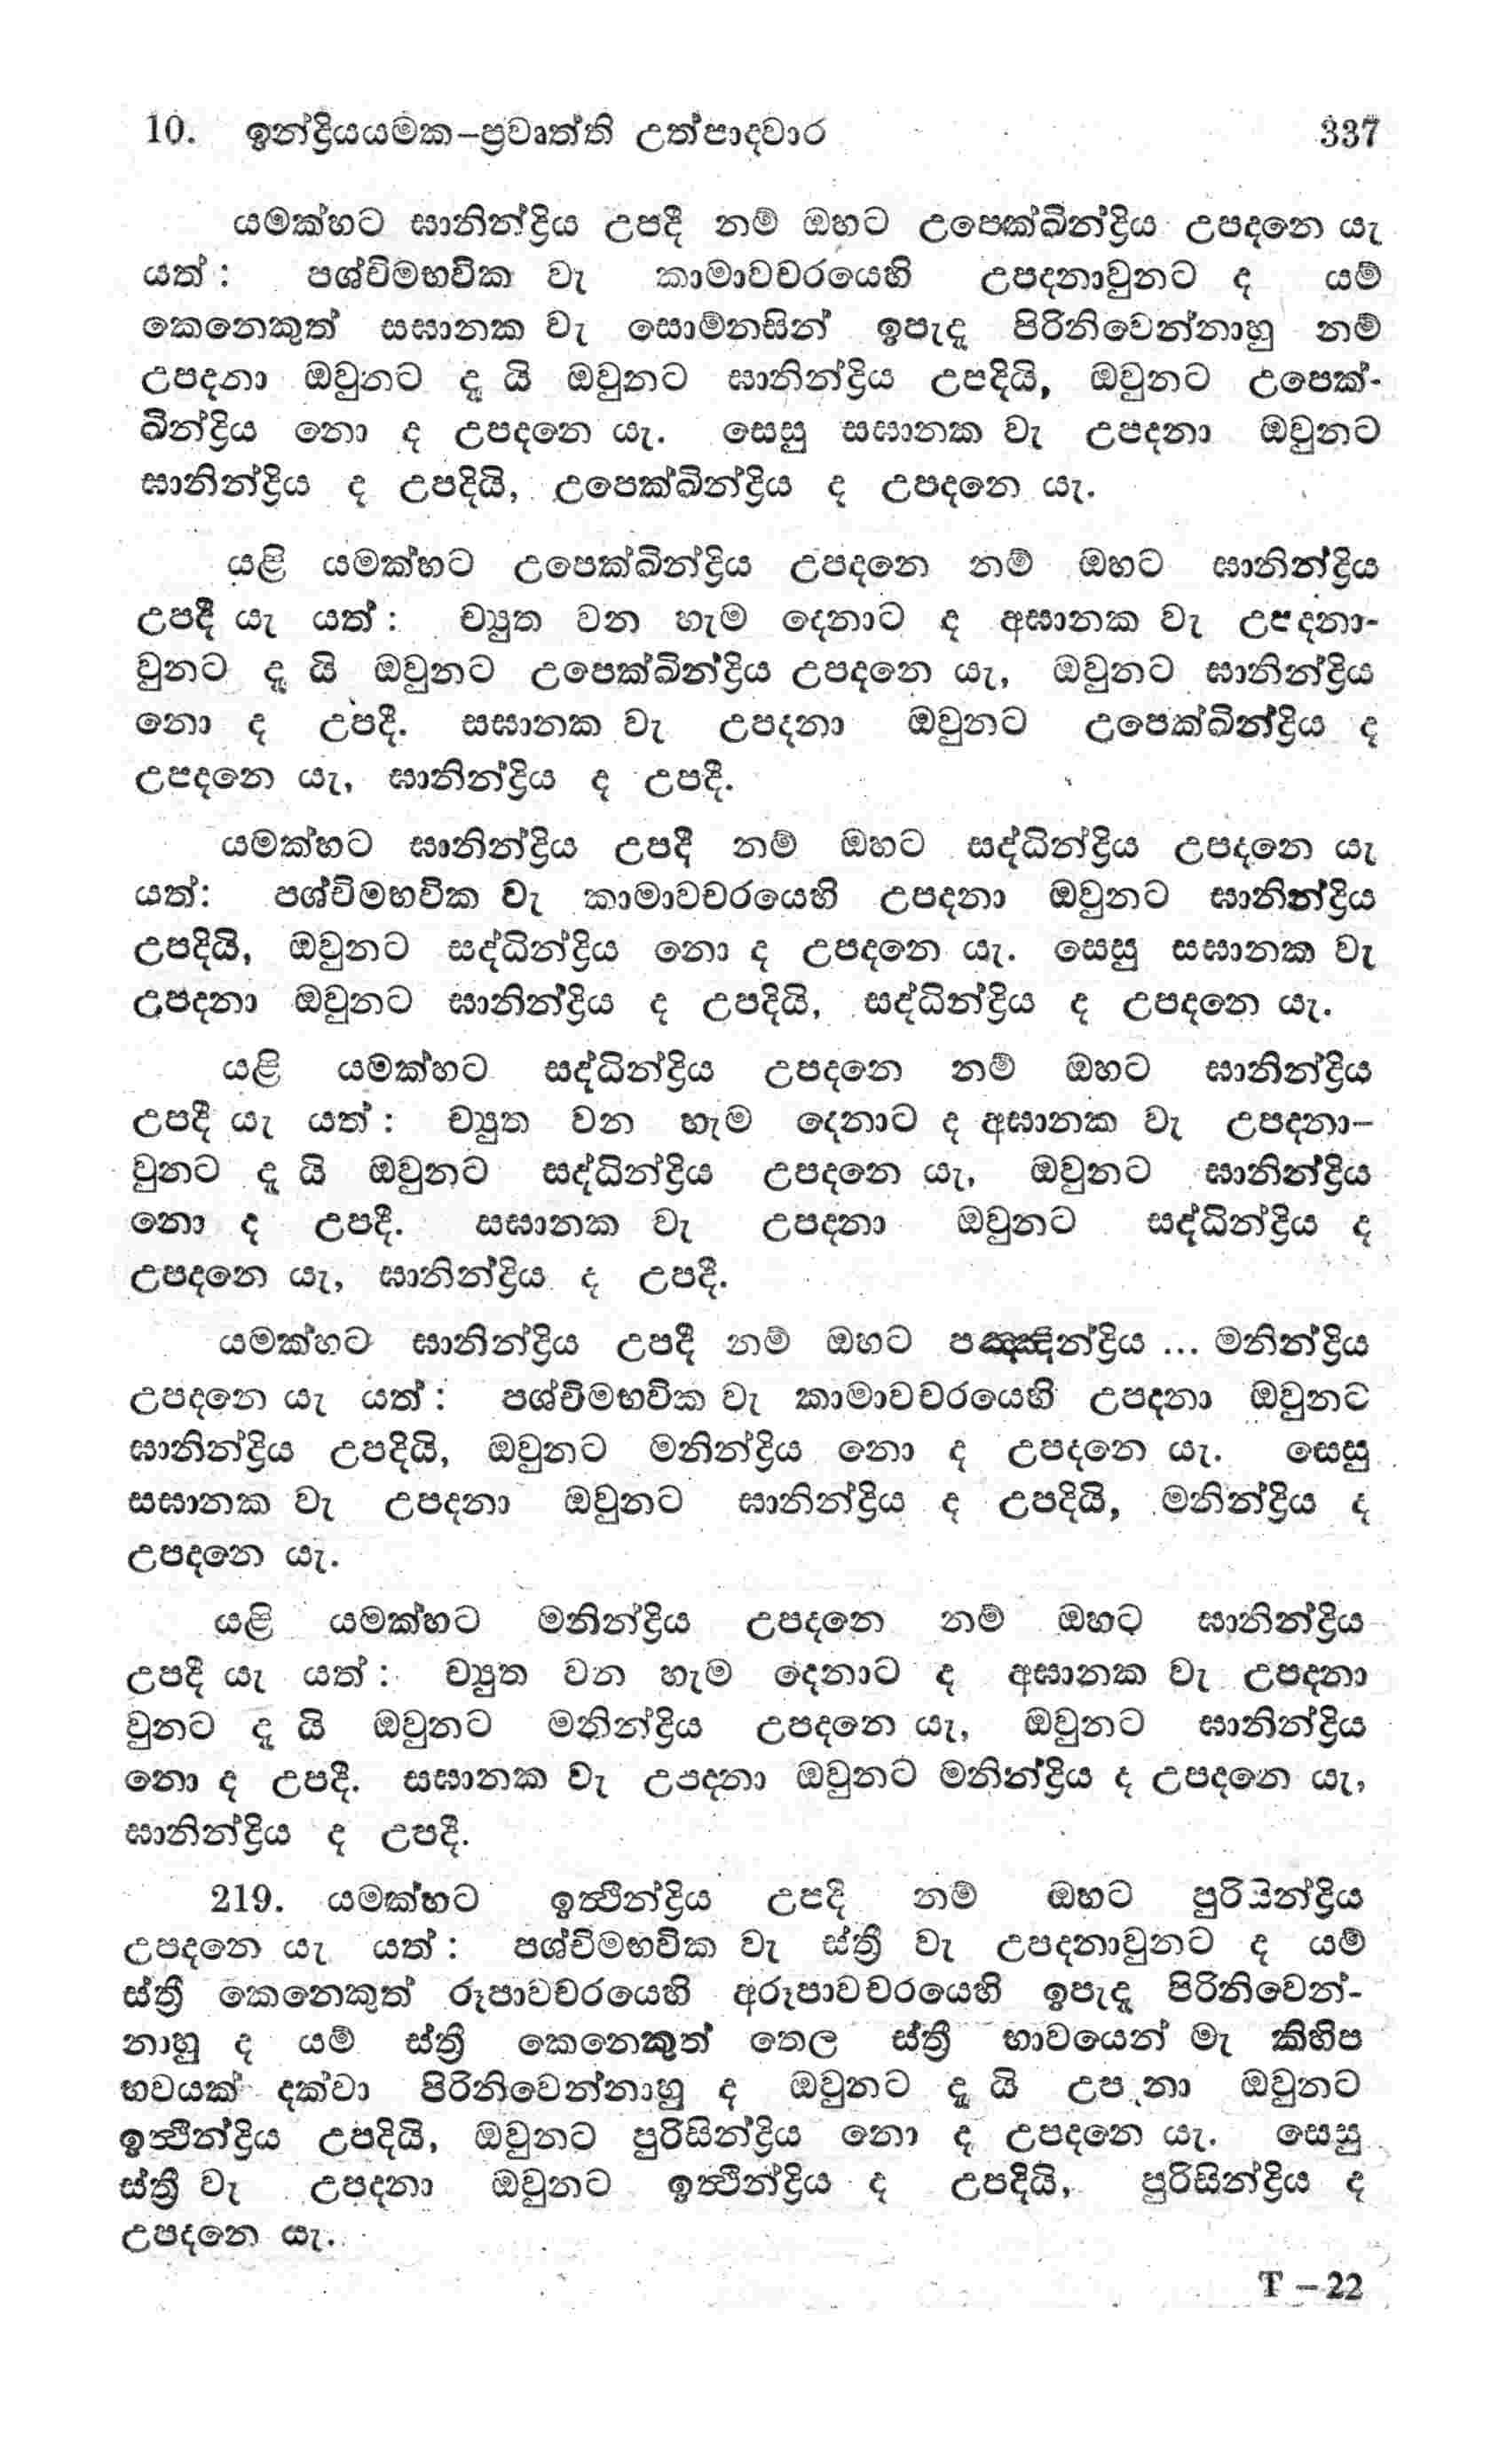 10. ඉන්ද්‍රියයමක–ප්‍රවෘත්ති උත්පාදවාර 337
යමක්හට ඝානින්ද්‍රිය උපදී නම් ඔහට උපෙක්ඛින්ද්‍රිය උපදනෙ යැ
යත් : පශ්චිමභවික වැ කාමාවචරයෙහි උපදනාවුනට ද යම්
කෙනෙකුත් සඝානක වැ සොම්නසින් ඉපැදැ පිරිනිවෙන්නාහු නම්
උපදනා ඔවුනට දැ යි ඔවුනට ඝානින්ද්‍රිය උපදියි, ඔවුනට උපෙක්-
ඛින්ද්‍රිය නො ද උපදනෙ යැ. සෙසු සඝානක වැ උපදනා ඔවුනට
ඝානින්ද්‍රිය ද උපදියි, උපෙක්ඛින්ද්‍රිය ද උපදනෙ යැ.
යළි යමක්හට උපෙක්ඛින්ද්‍රිය උපදනෙ නම් ඔහට ඝානින්ද්‍රිය
උපදී යැ යත් : ච්‍යුත වන හැම දෙනාට ද අඝානක වැ උපදනා-
වුනට දැ යි ඔවුනට උපෙක්ඛින්ද්‍රිය උපදනෙ යැ, ඔවුනට ඝානින්ද්‍රිය
නො ද උපදී. සඝානක වැ උපදනා ඔවුනට උපෙක්ඛින්ද්‍රිය ද
උපදනෙ යැ, ඝානින්ද්‍රිය ද උපදී.
යමක්හට ඝානින්ද්‍රිය උපදී නම් ඔහට සද්ධින්ද්‍රිය උපදනෙ යැ
යත්: පශ්චිමභවික වැ කාමාවචරයෙහි උපදනා ඔවුනට ඝානින්ද්‍රිය
උපදියි, ඔවුනට සද්ධින්ද්‍රිය නො ද උපදනෙ යැ. සෙසු සඝානක වැ
උපදනා ඔවුනට ඝානින්ද්‍රිය ද උපදියි, සද්ධින්ද්‍රිය ද උපදනෙ යැ.
යළි යමක්හට සද්ධින්ද්‍රිය උපදනෙ නම් ඔහට ඝානින්ද්‍රිය
උපදී යැ යත් : ච්‍යුත වන හැම දෙනාට ද අඝානක වැ උපදනා–
වුනට දැ යි ඔවුනට සද්ධින්ද්‍රිය උපදනෙ යැ, ඔවුනට ඝානින්ද්‍රිය
නො ද උපදී. සඝානක වැ උපදනා ඔවුනට සද්ධින්ද්‍රිය ද
උපදනෙ යැ, ඝානින්ද්‍රිය ද උපදී.
යමක්හට ඝානින්ද්‍රිය උපදී නම් ඔහට ... මනින්ද්‍රිය
උපදනෙ යැ යත් : පශ්චිමභවික වැ කාමාවචරයෙහි උපදනා ඔවුනට
ඝානින්ද්‍රිය උපදියි, ඔවුනට මනින්ද්‍රිය නො ද උපදනෙ යැ. සෙසු
සඝානක වැ උපදනා ඔවුනට ඝානින්ද්‍රිය ද උපදියි, මනින්ද්‍රිය ද
උපදනෙ යැ.
යළි යමක්හට මනින්ද්‍රිය උපදනෙ නම් ඔහට ඝානින්ද්‍රිය
උපදී යැ යත් : ච්‍යුත වන හැම දෙනාට ද අඝානක වැ උපදනා
වුනට දැ යි ඔවුනට මනින්ද්‍රිය උපදනෙ යැ, ඔවුනට ඝානින්ද්‍රිය
නො ද උපදී. සඝානක වැ උපදනා ඔවුනට මනින්ද්‍රිය ද උපදනෙ යැ,
ඝානින්ද්‍රිය ද උපදී.
219. යමක්හට ඉත්ථින්ද්‍රිය උපදී නම් ඔහට පුරිසින්ද්‍රිය
උපදනෙ යැ යත් : පශ්චිමභවික වැ ස්ත්‍රී වැ උපදනාවුනට ද යම්
ස්ත්‍රී කෙනෙකුත් රූපාවචරයෙහි අරූපාවචරයෙහි ඉපැදැ පිරිනිවෙන්-
නාහු ද යම් ස්ත්‍රී කෙනෙකුත් තෙල ස්ත්‍රී භාවයෙන් මැ කිහිප
භවයක් දක්වා පිරිනිවෙන්නාහු ද ඔවුනට දැ යි උපදනා ඔවුනට
ඉත්ථින්ද්‍රිය උපදියි, ඔවුනට පුරිසින්ද්‍රිය නො ද උපදනෙ යැ. සෙසු
ස්ත්‍රී වැ උපදනා ඔවුනට ඉත්ථින්ද්‍රිය ද උපදියි, පුරිසින්ද්‍රිය ද
උපදනෙ යැ.
T – 22